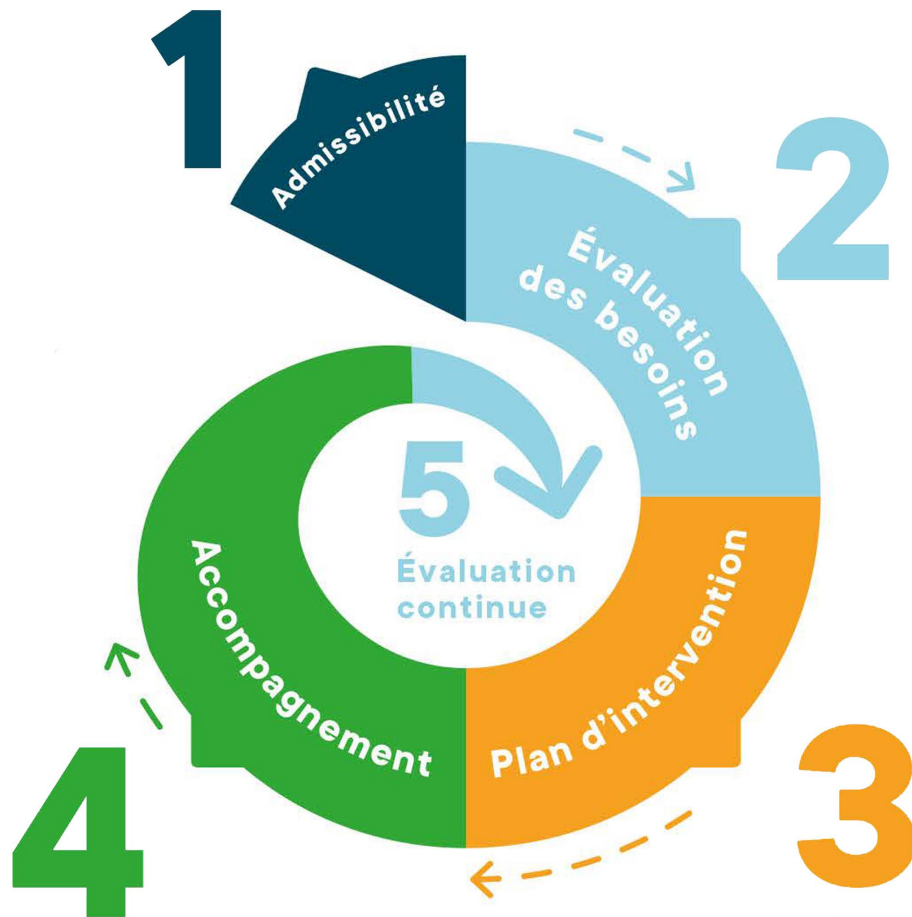 1
Admissibilité
2
Évaluation
des besoins
3
Plan d'intervention
4
Accompagnement
5
Évaluation
continue